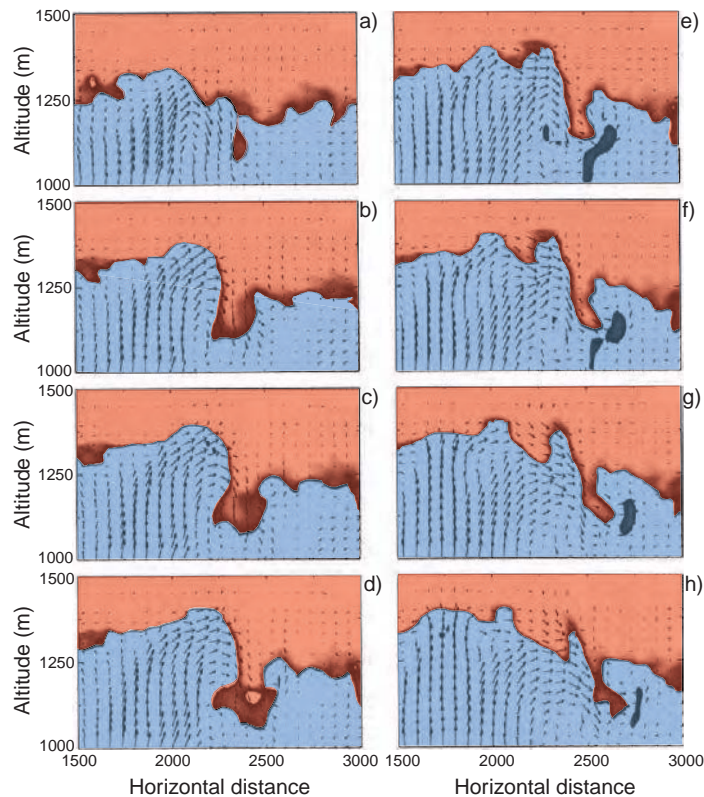 1500
1250
1000
Altitude (m)
a)
e)
1500
1250
1000
Altitude (m)
b)
f)
1500
1250
1000
Altitude (m)
c)
g)
1500
1250
1000
Altitude (m)
d)
h)
1500 2000 2500 3000
1500 2000 2500 3000
Horizontal distance
Horizontal distance